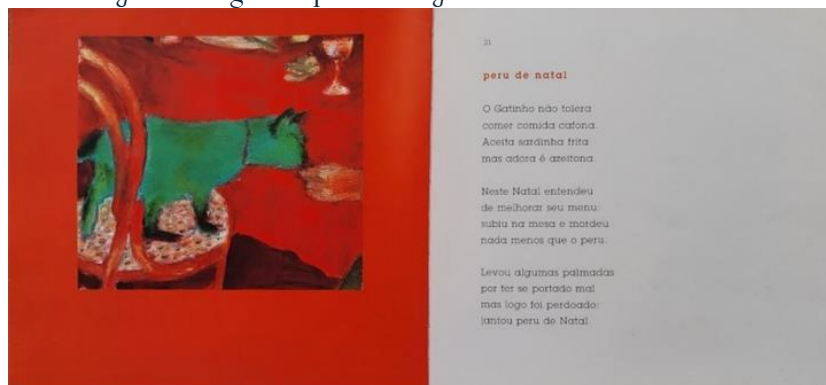 21
peru de natal
O Gatinho não tolera
comer comida cafona.
Aceita sardinha frita
mas adora é azeitona.
Neste Natal entendeu
de melhorar seu menu:
subiu na mesa e mordeu
nada menos que o peru.
Levou algumas palmadas
por ter se portado mal
mas logo foi perdoado:
jantou peru de Natal.